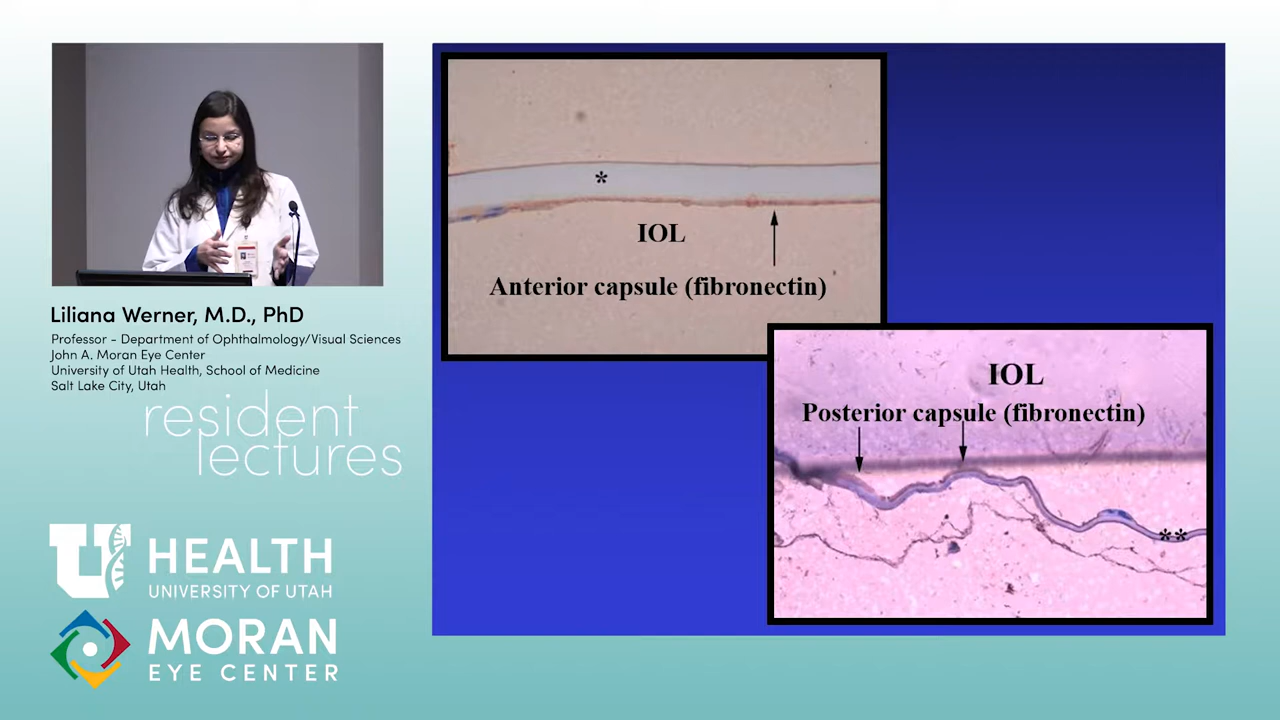 Liliana Werner, M.D., PhD
Professor - Department of Ophthalmology/Visual Sciences
John A. Moran Eye Center
University of Utah Health, School of Medicine
Salt Lake City, Utah
resident
lectures
U HEALTH
UNIVERSITY OF UTAH
MORAN
EYE CENTER
*
IOL
Anterior capsule (fibronectin)
IOL
Posterior capsule (fibronectin)
**